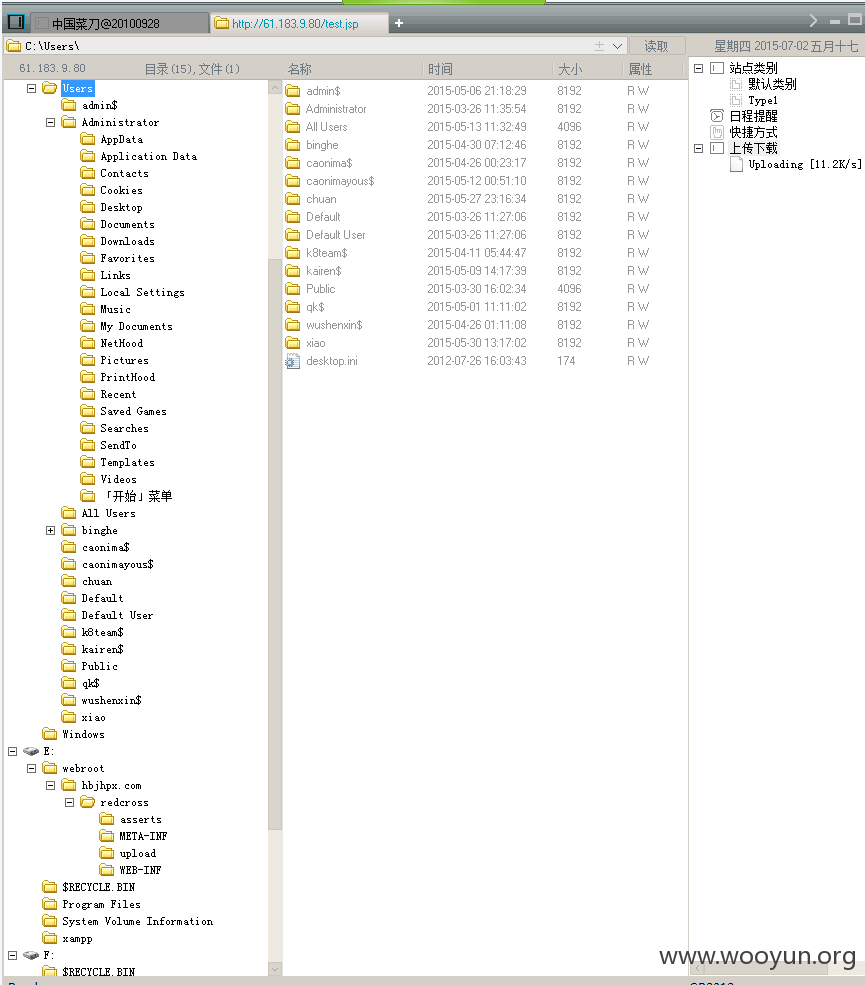 中国菜刀@20100928
http://61.183.9.80/test.jsp
+
C:\Users\
读取
星期四 2015-07-02 五月十七
61.183.9.80
目录(15),文件(1)
名称 时间 大小 属性
Users
admin$
Administrator
AppData
Application Data
Contacts
Cookies
Desktop
Documents
Downloads
Favorites
Links
Local Settings
Music
My Documents
NetHood
Pictures
PrintHood
Recent
Saved Games
Searches
SendTo
Templates
Videos
「开始」菜单
All Users
binghe
caonima$
caonimayous$
chuan
Default
Default User
k8team$
kairen$
Public
qk$
wushenxin$
xiao
Windows
E:
webroot
hbjhpx.com
redcross
asserts
META-INF
upload
WEB-INF
$RECYCLE.BIN
Program Files
System Volume Information
xampp
F:
$RECYCLE.BIN
admin$ 2015-05-06 21:18:29 8192 R W
Administrator 2015-03-26 11:35:54 8192 R W
All Users 2015-05-13 11:32:49 4096 R W
binghe 2015-04-30 07:12:46 8192 R W
caonima$ 2015-04-26 00:23:17 8192 R W
caonimayous$ 2015-05-12 00:51:10 8192 R W
chuan 2015-05-27 23:16:34 8192 R W
Default 2015-03-26 11:27:06 8192 R W
Default User 2015-03-26 11:27:06 8192 R W
k8team$ 2015-04-11 05:44:47 8192 R W
kairen$ 2015-05-09 14:17:39 8192 R W
Public 2015-03-30 16:02:34 4096 R W
qk$ 2015-05-01 11:11:02 8192 R W
wushenxin$ 2015-04-26 01:11:08 8192 R W
xiao 2015-05-30 13:17:02 8192 R W
desktop.ini 2012-07-26 16:03:43 174 R W
站点类别
默认类别
Type1
日程提醒
快捷方式
上传下载
Uploading [11.2K/s]
www.wooyun.org